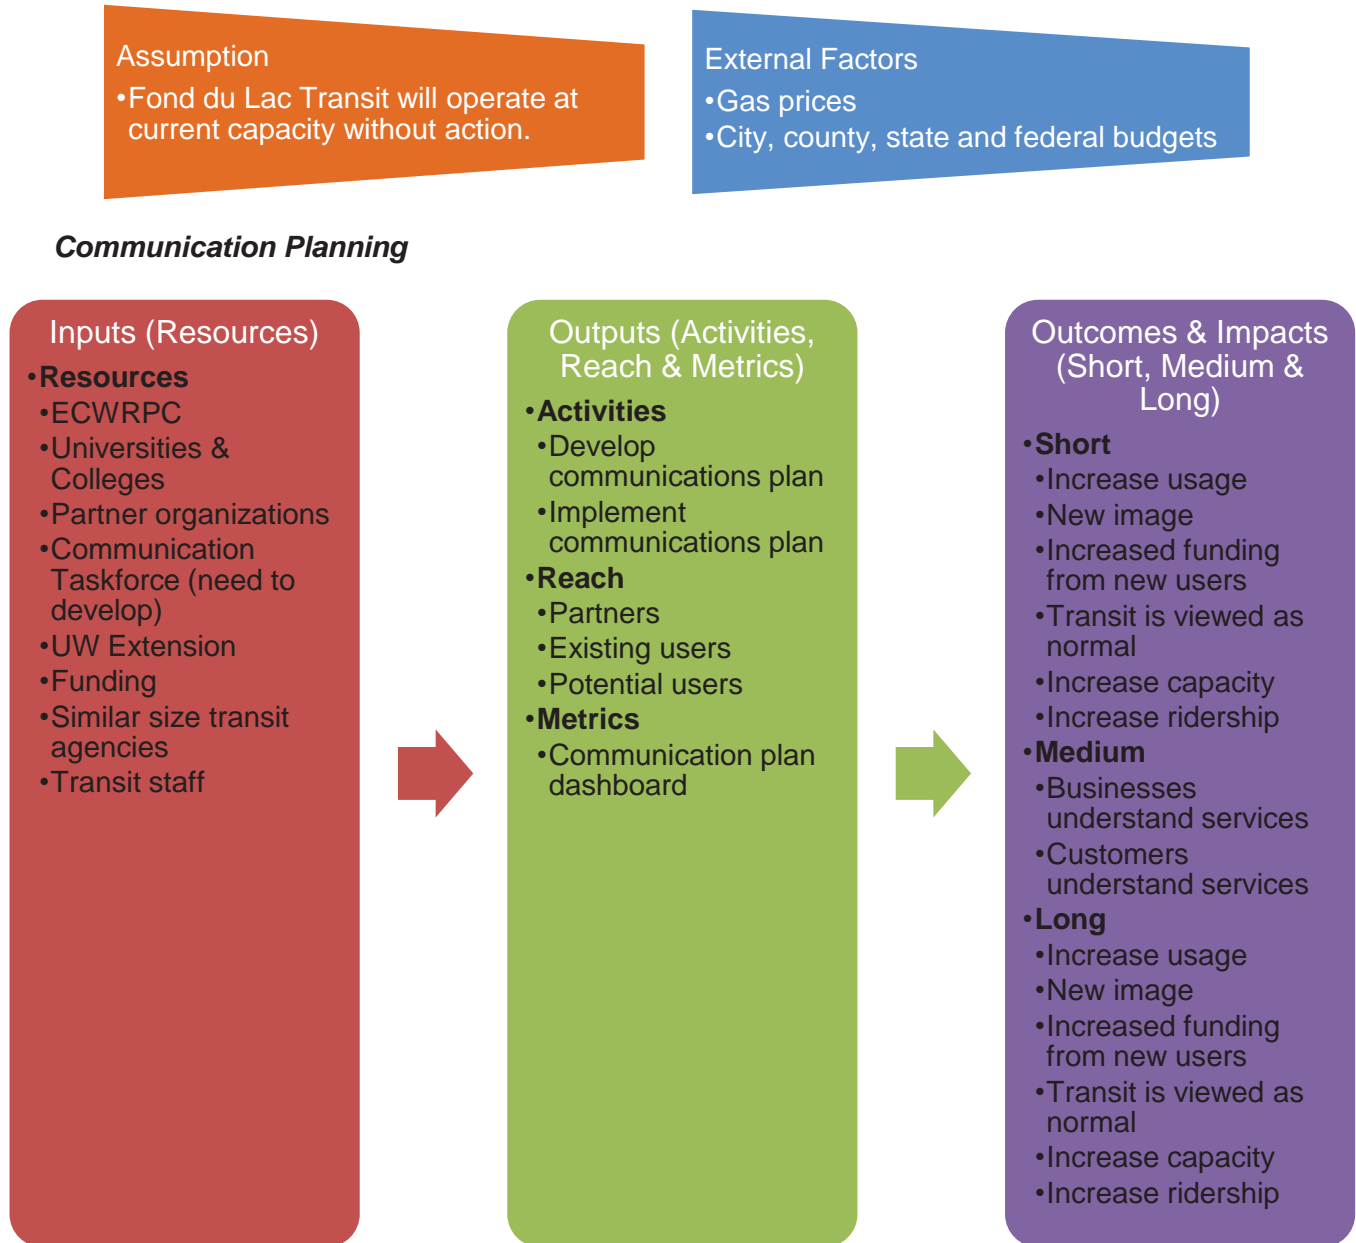 Assumption
•Fond du Lac Transit will operate at
current capacity without action.
External Factors
•Gas prices
•City, county, state and federal budgets
Communication Planning
Inputs (Resources)
•Resources
•ECWRPC
•Universities &
Colleges
•Partner organizations
•Communication
Taskforce (need to
develop)
•UW Extension
•Funding
•Similar size transit
agencies
•Transit staff
Outputs (Activities,
Reach & Metrics)
•Activities
•Develop
communications plan
•Implement
communications plan
•Reach
•Partners
•Existing users
•Potential users
•Metrics
•Communication plan
dashboard
Outcomes & Impacts
(Short, Medium &
Long)
•Short
•Increase usage
•New image
•Increased funding
from new users
•Transit is viewed as
normal
•Increase capacity
•Increase ridership
•Medium
•Businesses
understand services
•Customers
understand services
•Long
•Increase usage
•New image
•Increased funding
from new users
•Transit is viewed as
normal
•Increase capacity
•Increase ridership